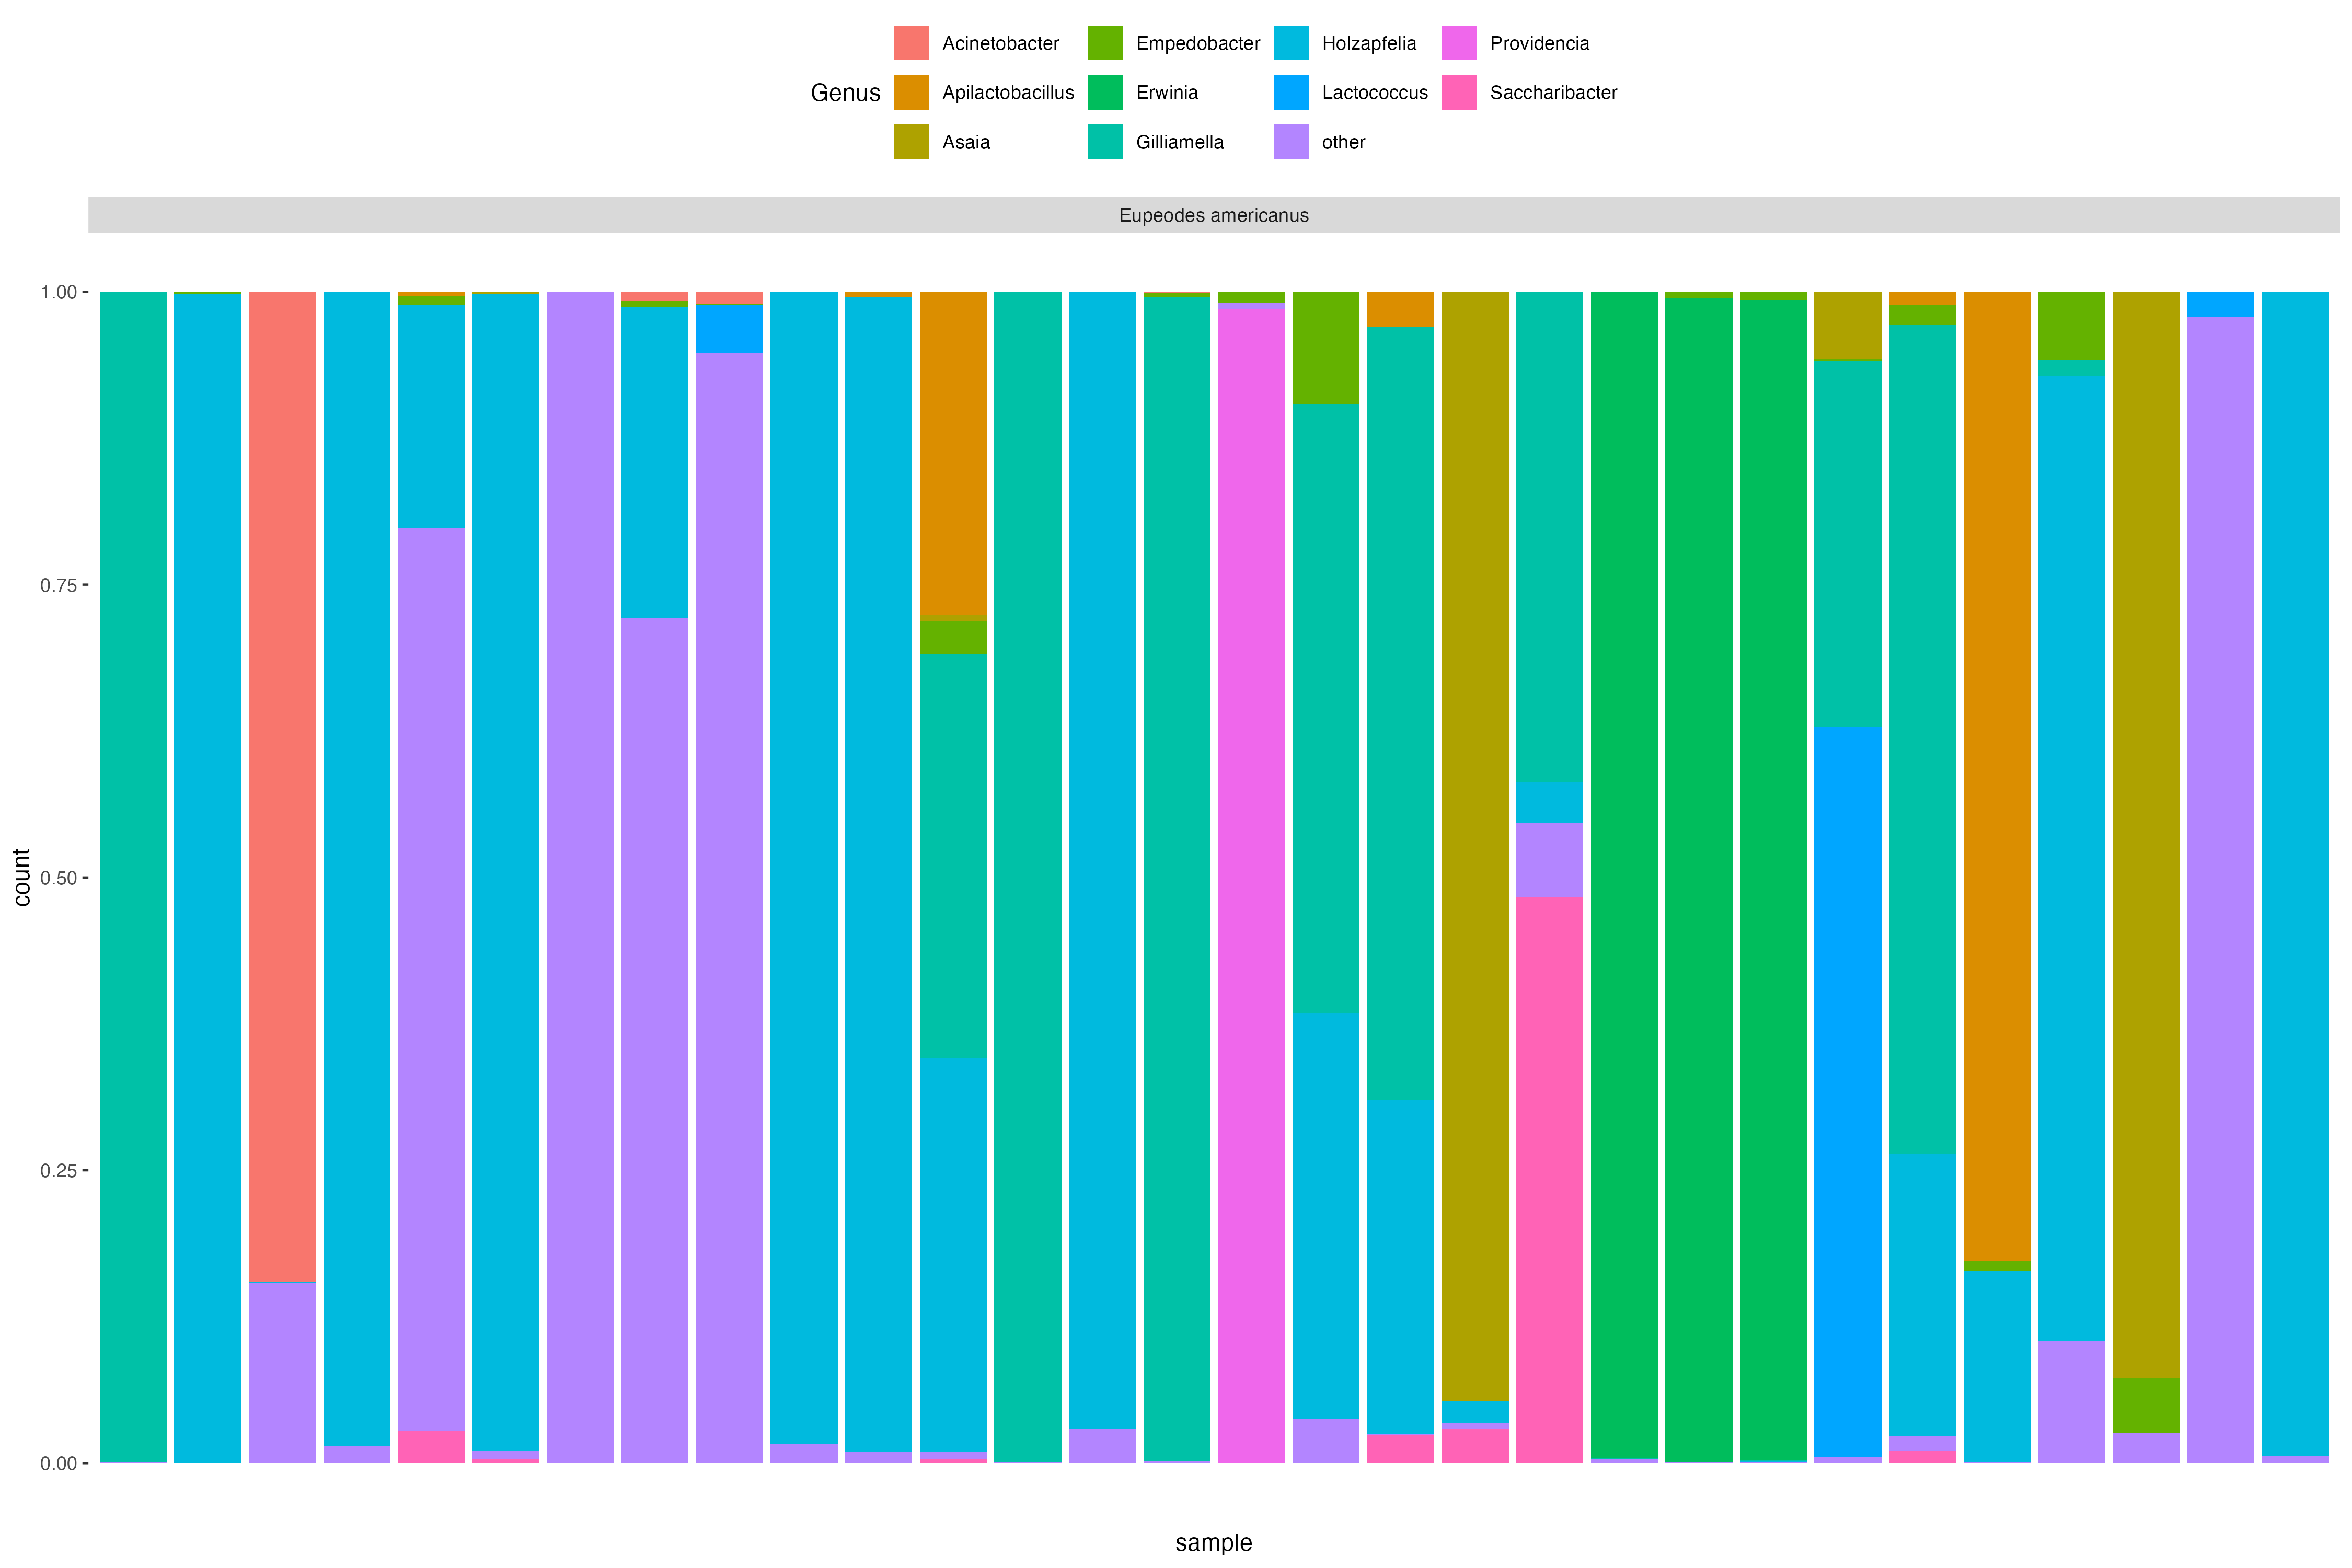 Genus
Acinetobacter
Apilactobacillus
Asaia
Empedobacter
Erwinia
Gilliamella
Holzapfelia
Lactococcus
other
Providencia
Saccharibacter
Eupeodes americanus
count
1.00
0.75
0.50
0.25
0.00
sample